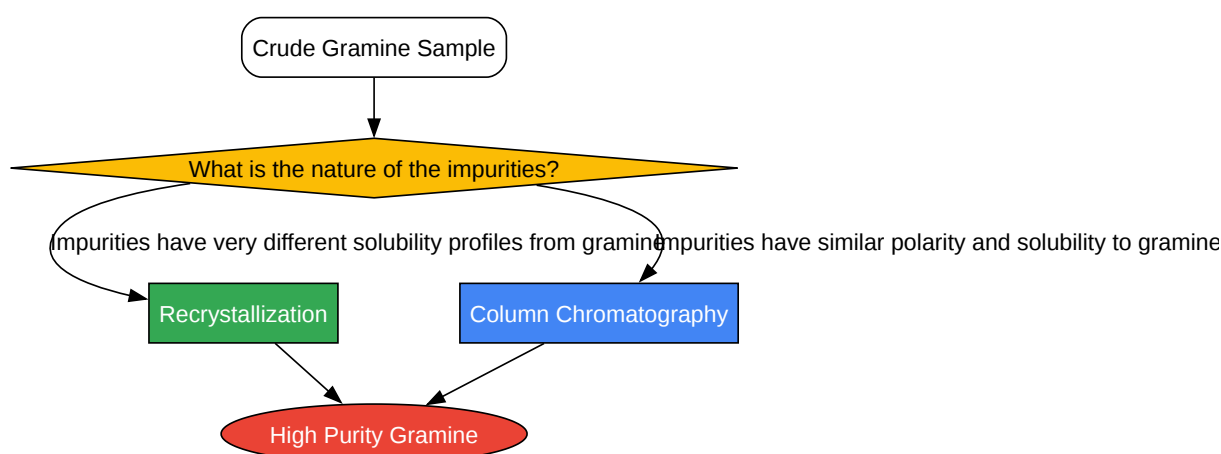 Crude Gramine Sample
What is the nature of the impurities?
Impurities have very different solubility profiles from gramine
Impurities have similar polarity and solubility to gramine
Recrystallization
Column Chromatography
High Purity Gramine